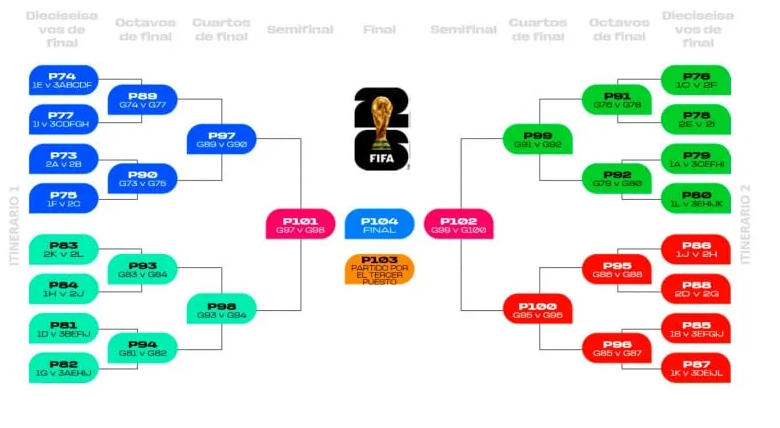 Dieciseisa
vos de
final
Octavos
de final
Cuartos
de final
Semifinal
Final
Semifinal
Cuartos
de final
Octavos
de final
Dieciseisa
vos de
final
ITINERARIO 1
P74
1E v 3ABCDF
P77
1I v 3CDFGH
P73
2A v 2B
P75
1F v 2C
P83
2K v 2L
P84
1H v 2J
P81
1D v 3BEFIJ
P82
1G v 3AEHIJ
P89
G74 v G77
P90
G73 v G75
P93
G83 v G84
P94
G81 v G82
P97
G89 v G90
P98
G93 v G94
P101
G97 v G98
26
FIFA
P104
FINAL
P103
PARTIDO POR
EL TERCER
PUESTO
P102
G99 v G100
P99
G91 v G92
P100
G95 v G96
P91
G76 v G78
P92
G79 v G80
P95
G86 v G88
P96
G85 v G87
P76
1C v 2F
P78
2E v 2I
P79
1A v 3CEFHI
P80
1L v 3EHIJK
P86
1J v 2H
P88
2D v 2G
P85
1B v 3EFGIJ
P87
1K v 3DEIJL
ITINERARIO 2